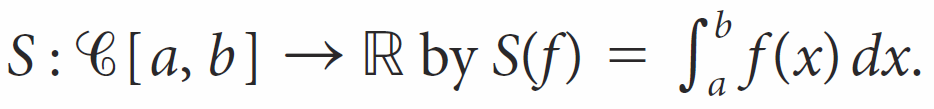 S : 𝒞[a, b] → ℝ by S(f) = ∫ₐᵇ f(x) dx.